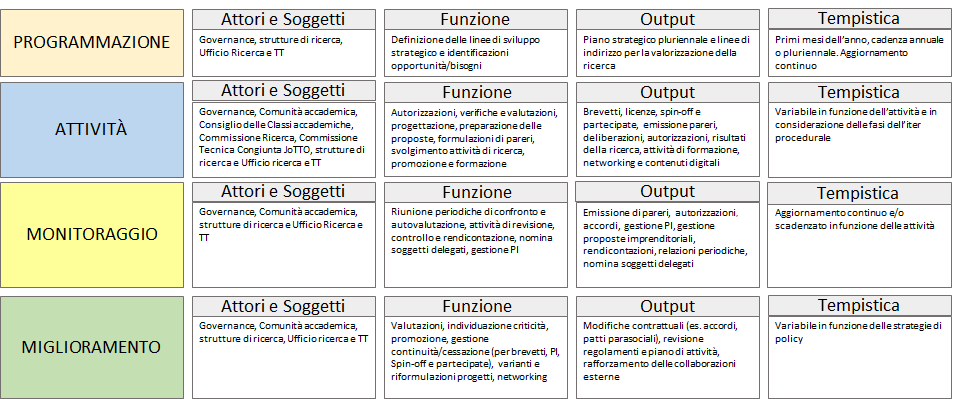 PROGRAMMAZIONE
Attori e Soggetti
Governance, strutture di ricerca,
Ufficio Ricerca e TT
Funzione
Definizione delle linee di sviluppo
strategico e identificazioni
opportunità/bisogni
Output
Piano strategico pluriennale e linee di
indirizzo per la valorizzazione della
ricerca
Tempistica
Primi mesi dell'anno, cadenza annuale
o pluriennale. Aggiornamento
continuo
ATTIVITÀ
Attori e Soggetti
Governance, Comunità accademica,
Consiglio delle Classi accademiche,
Commissione Ricerca, Commissione
Tecnica Congiunta JoTTO, strutture di
ricerca e Ufficio ricerca e TT
Funzione
Autorizzazioni, verifiche e valutazioni,
progettazione, preparazione delle
proposte, formulazioni di pareri,
svolgimento attività di ricerca,
promozione e formazione
Output
Brevetti, licenze, spin-off e
partecipate, emissione pareri,
deliberazioni, autorizzazioni, risultati
della ricerca, attività di formazione,
networking e contenuti digitali
Tempistica
Variabile in funzione dell'attività e in
considerazione delle fasi dell'iter
procedurale
MONITORAGGIO
Attori e Soggetti
Governance, Comunità accademica,
strutture di ricerca e Ufficio Ricerca e
TT
Funzione
Riunione periodiche di confronto e
autovalutazione, attività di revisione,
controllo e rendicontazione, nomina
soggetti delegati, gestione PI
Output
Emissione di pareri, autorizzazioni,
accordi, gestione PI, gestione
proposte imprenditoriali,
rendicontazioni, relazioni periodiche,
nomina soggetti delegati
Tempistica
Aggiornamento continuo e/o
scadenzato in funzione delle attività
MIGLIORAMENTO
Attori e Soggetti
Governance, Comunità accademica,
strutture di ricerca, Ufficio ricerca e TT
Funzione
Valutazioni, individuazione criticità,
promozione, gestione
continuità/cessazione (per brevetti, PI,
Spin-off e partecipate), varianti e
riformulazioni progetti, networking
Output
Modifiche contrattuali (es. accordi,
patti parasociali), revisione
regolamenti e piano di attività,
rafforzamento delle collaborazioni
esterne
Tempistica
Variabile in funzione delle strategie di
policy